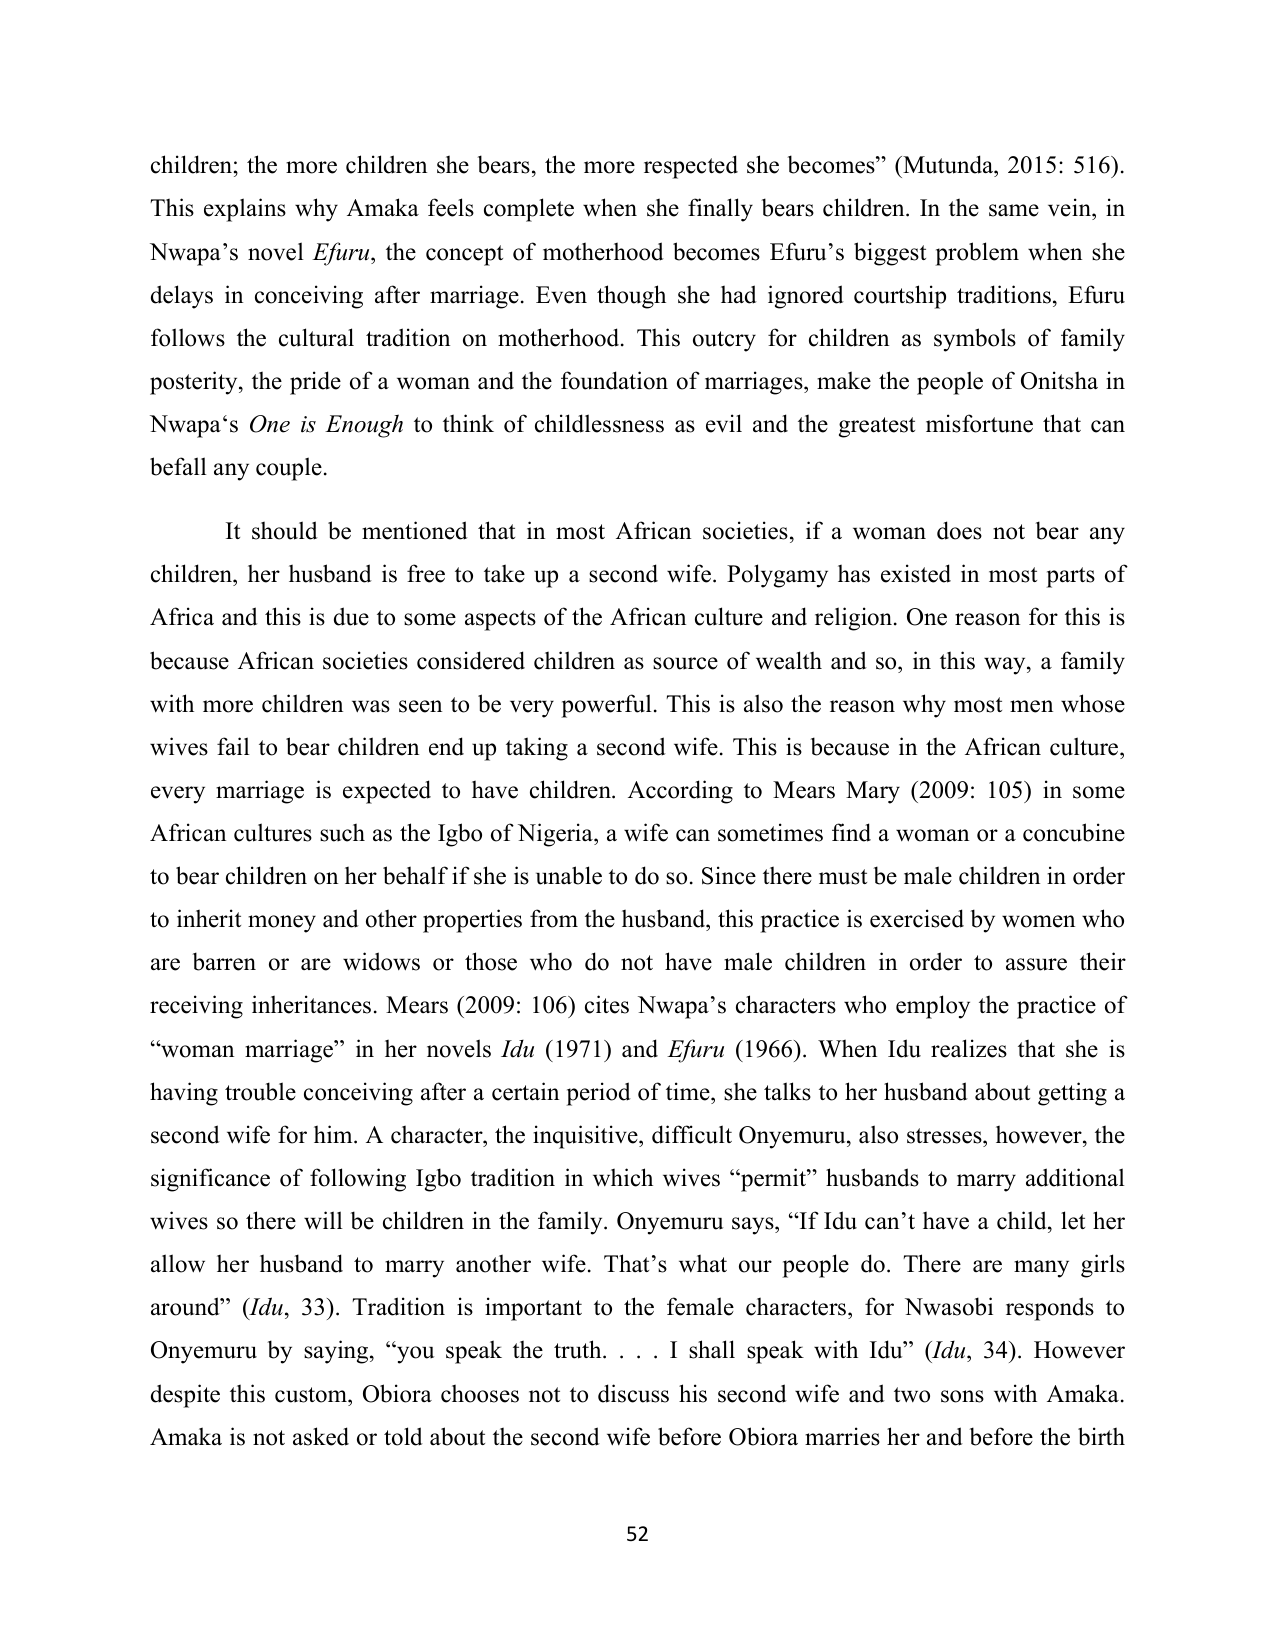 children; the more children she bears, the more respected she becomes” (Mutunda, 2015: 516).
This explains why Amaka feels complete when she finally bears children. In the same vein, in
Nwapa’s novel Efuru, the concept of motherhood becomes Efuru’s biggest problem when she
delays in conceiving after marriage. Even though she had ignored courtship traditions, Efuru
follows the cultural tradition on motherhood. This outcry for children as symbols of family
posterity, the pride of a woman and the foundation of marriages, make the people of Onitsha in
Nwapa‘s One is Enough to think of childlessness as evil and the greatest misfortune that can
befall any couple.
It should be mentioned that in most African societies, if a woman does not bear any
children, her husband is free to take up a second wife. Polygamy has existed in most parts of
Africa and this is due to some aspects of the African culture and religion. One reason for this is
because African societies considered children as source of wealth and so, in this way, a family
with more children was seen to be very powerful. This is also the reason why most men whose
wives fail to bear children end up taking a second wife. This is because in the African culture,
every marriage is expected to have children. According to Mears Mary (2009: 105) in some
African cultures such as the Igbo of Nigeria, a wife can sometimes find a woman or a concubine
to bear children on her behalf if she is unable to do so. Since there must be male children in order
to inherit money and other properties from the husband, this practice is exercised by women who
are barren or are widows or those who do not have male children in order to assure their
receiving inheritances. Mears (2009: 106) cites Nwapa’s characters who employ the practice of
“woman marriage” in her novels Idu (1971) and Efuru (1966). When Idu realizes that she is
having trouble conceiving after a certain period of time, she talks to her husband about getting a
second wife for him. A character, the inquisitive, difficult Onyemuru, also stresses, however, the
significance of following Igbo tradition in which wives “permit” husbands to marry additional
wives so there will be children in the family. Onyemuru says, “If Idu can’t have a child, let her
allow her husband to marry another wife. That’s what our people do. There are many girls
around” (Idu, 33). Tradition is important to the female characters, for Nwasobi responds to
Onyemuru by saying, “you speak the truth. . . . I shall speak with Idu” (Idu, 34). However
despite this custom, Obiora chooses not to discuss his second wife and two sons with Amaka.
Amaka is not asked or told about the second wife before Obiora marries her and before the birth
52